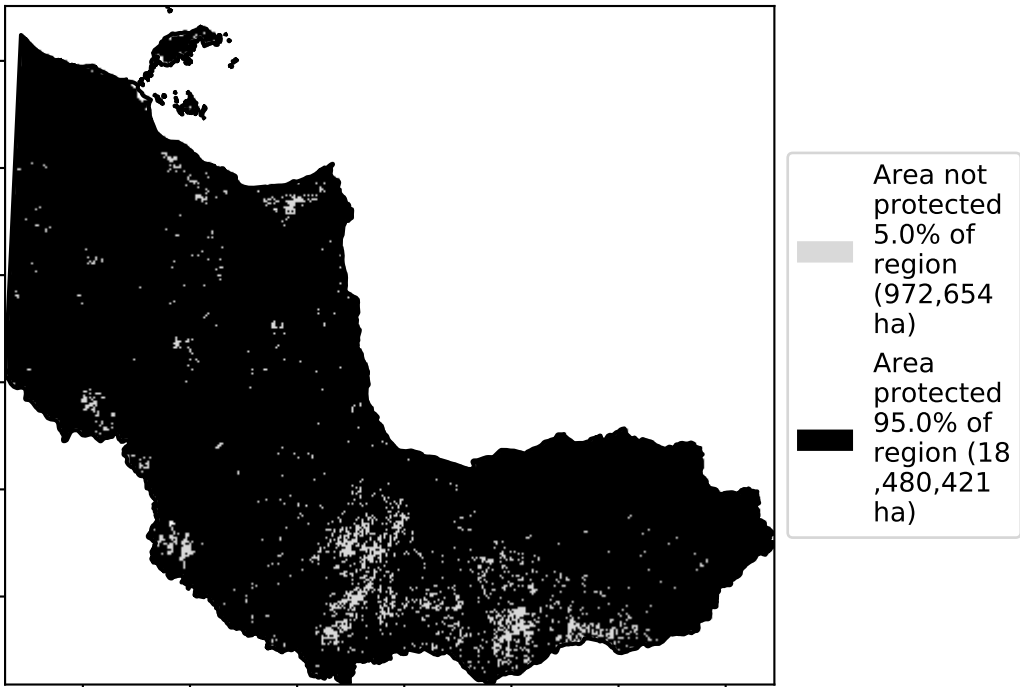 Area not
protected
5.0% of
region
(972,654
ha)
Area
protected
95.0% of
region (18
,480,421
ha)